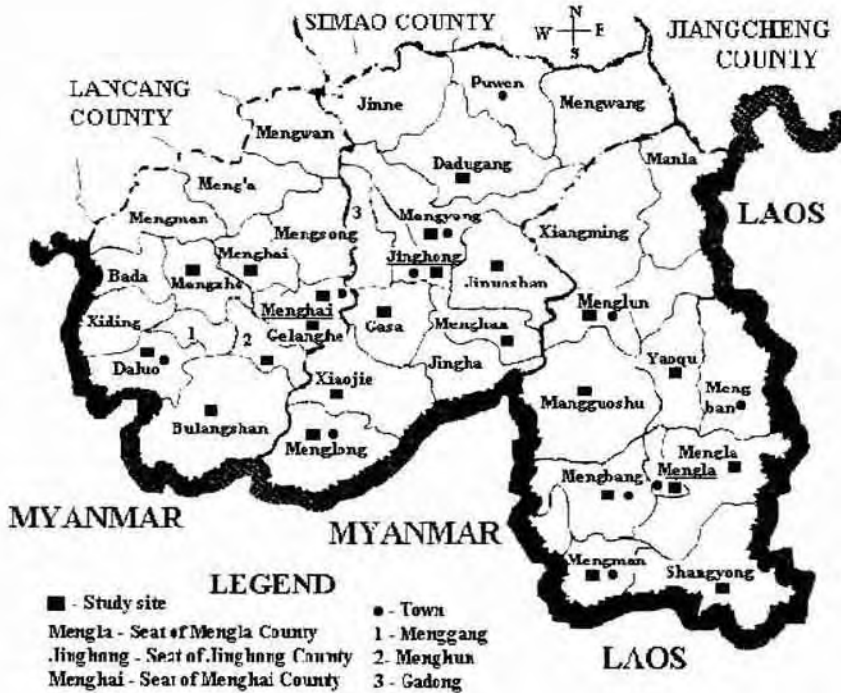 SIMAO COUNTY
N
W E
S
JIANGCHENG
COUNTY
LANCANG
COUNTY
Jinne
Puwen
Mengwang
Mengwan
Dadugang
Manla
Meng'a
Mengman
Mengsong
3
Mengyong
Xiangming
LAOS
Bada
Mengzhe
Menghai
Jinghong
Jinuoshan
Xiding
1
2
Menghai
Gelanghe
Gasa
Menghan
Menglun
Daluo
Xiaojie
Jingha
Yaoqu
Mangguoshu
Meng
ban
Bulangshan
Menglong
Mengla
Mengbang
Mengla
MYANMAR
MYANMAR
Mengman
Shangyong
LAOS
LEGEND
■ - Study site
● - Town
Mengla - Seat of Mengla County
1 - Menggang
Jinghong - Seat of Jinghong County
2 - Menghun
Menghai - Seat of Menghai County
3 - Gadong